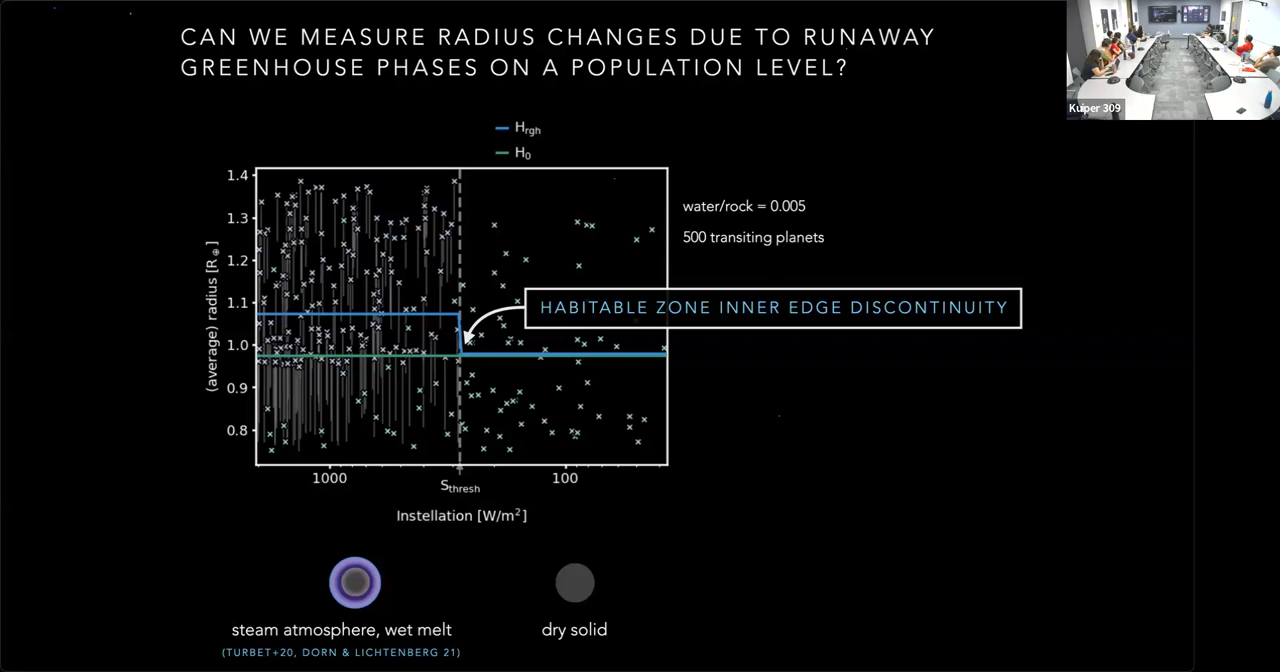 CAN WE MEASURE RADIUS CHANGES DUE TO RUNAWAY
GREENHOUSE PHASES ON A POPULATION LEVEL?
Kuiper 309
H_rgh
H_0
1.4
1.3
1.2
1.1
1.0
0.9
0.8
(average) radius [R⊕]
water/rock = 0.005
500 transiting planets
HABITABLE ZONE INNER EDGE DISCONTINUITY
1000
S_thresh
100
Instellation [W/m²]
steam atmosphere, wet melt
(TURBET+20, DORN & LICHTENBERG 21)
dry solid